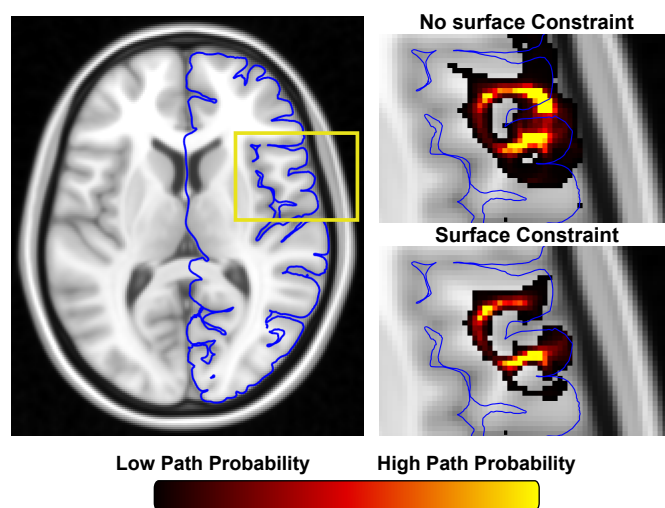 No surface Constraint
Surface Constraint
Low Path Probability High Path Probability